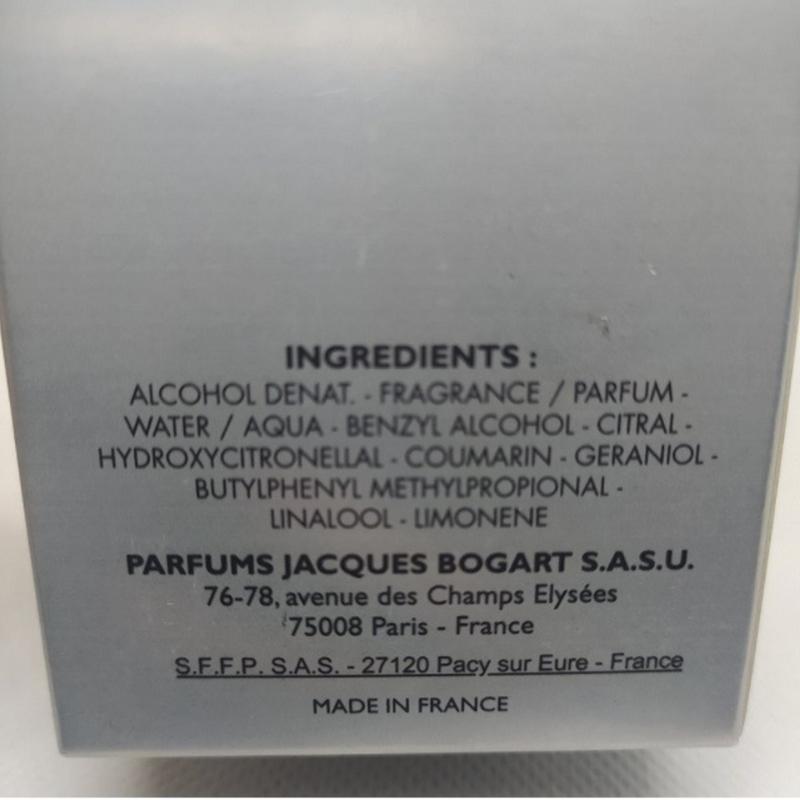 INGREDIENTS :
ALCOHOL DENAT. - FRAGRANCE / PARFUM -
WATER / AQUA - BENZYL ALCOHOL - CITRAL -
HYDROXYCITRONELLAL - COUMARIN - GERANIOL -
BUTYLPHENYL METHYLPROPIONAL -
LINALOOL - LIMONENE
PARFUMS JACQUES BOGART S.A.S.U.
76-78, avenue des Champs Elysées
75008 Paris - France
S.F.F.P. S.A.S. - 27120 Pacy sur Eure - France
MADE IN FRANCE